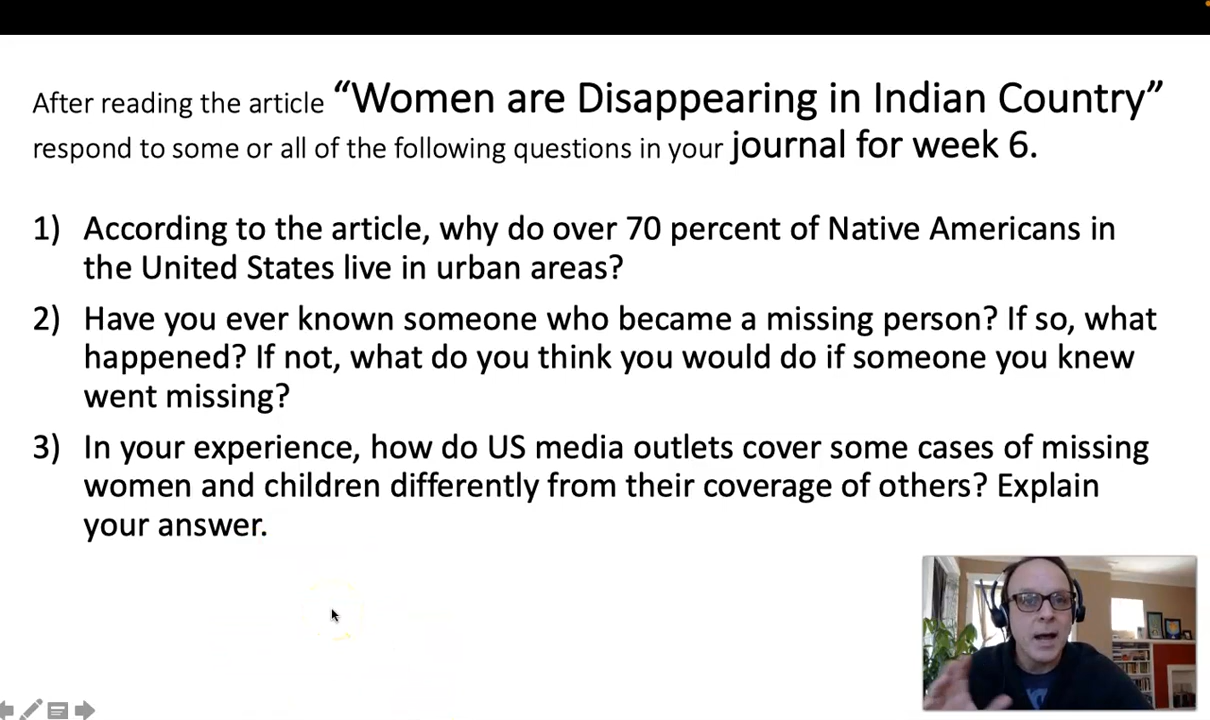 After reading the article “Women are Disappearing in Indian Country”
respond to some or all of the following questions in your journal for week 6.
1) According to the article, why do over 70 percent of Native Americans in
the United States live in urban areas?
2) Have you ever known someone who became a missing person? If so, what
happened? If not, what do you think you would do if someone you knew
went missing?
3) In your experience, how do US media outlets cover some cases of missing
women and children differently from their coverage of others? Explain
your answer.